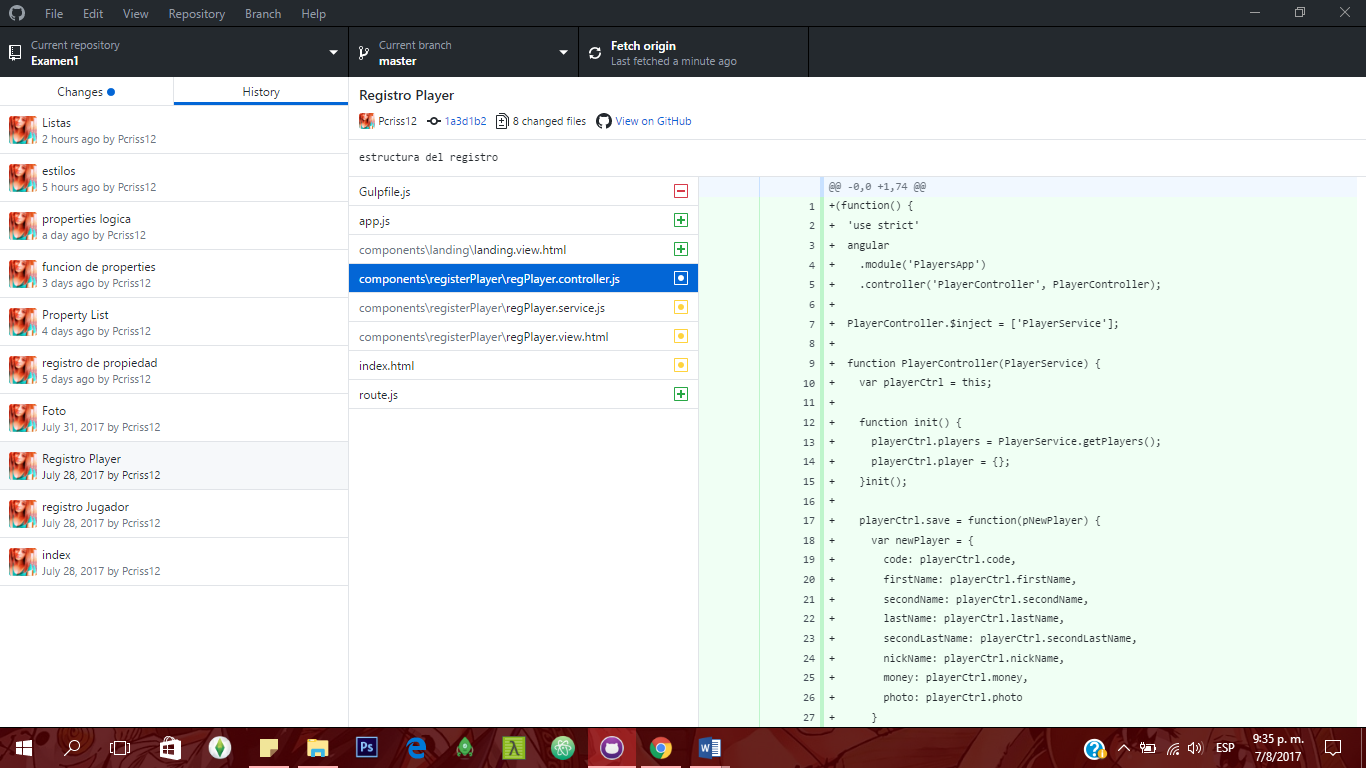 File Edit View Repository Branch Help
Current repository
Examen1
Current branch
master
Fetch origin
Last fetched a minute ago
Changes
History
Listas
2 hours ago by Pcriss12
estilos
5 hours ago by Pcriss12
properties logica
a day ago by Pcriss12
funcion de properties
3 days ago by Pcriss12
Property List
4 days ago by Pcriss12
registro de propiedad
5 days ago by Pcriss12
Foto
July 31, 2017 by Pcriss12
Registro Player
July 28, 2017 by Pcriss12
registro Jugador
July 28, 2017 by Pcriss12
index
July 28, 2017 by Pcriss12
Registro Player
Pcriss12 1a3d1b2 8 changed files View on GitHub
estructura del registro
Gulpfile.js
app.js
components\landing\landing.view.html
components\registerPlayer\regPlayer.controller.js
components\registerPlayer\regPlayer.service.js
components\registerPlayer\regPlayer.view.html
index.html
route.js
@@ -0,0 +1,74 @@
1 +(function() {
2 + 'use strict'
3 + angular
4 + .module('PlayersApp')
5 + .controller('PlayerController', PlayerController);
6 +
7 + PlayerController.$inject = ['PlayerService'];
8 +
9 + function PlayerController(PlayerService) {
10 + var playerCtrl = this;
11 +
12 + function init() {
13 + playerCtrl.players = PlayerService.getPlayers();
14 + playerCtrl.player = {};
15 + }init();
16 +
17 + playerCtrl.save = function(pNewPlayer) {
18 + var newPlayer = {
19 + code: playerCtrl.code,
20 + firstName: playerCtrl.firstName,
21 + secondName: playerCtrl.secondName,
22 + lastName: playerCtrl.lastName,
23 + secondLastName: playerCtrl.secondLastName,
24 + nickName: playerCtrl.nickName,
25 + money: playerCtrl.money,
26 + photo: playerCtrl.photo
27 + }
Ps
ESP
9:35 p. m.
7/8/2017